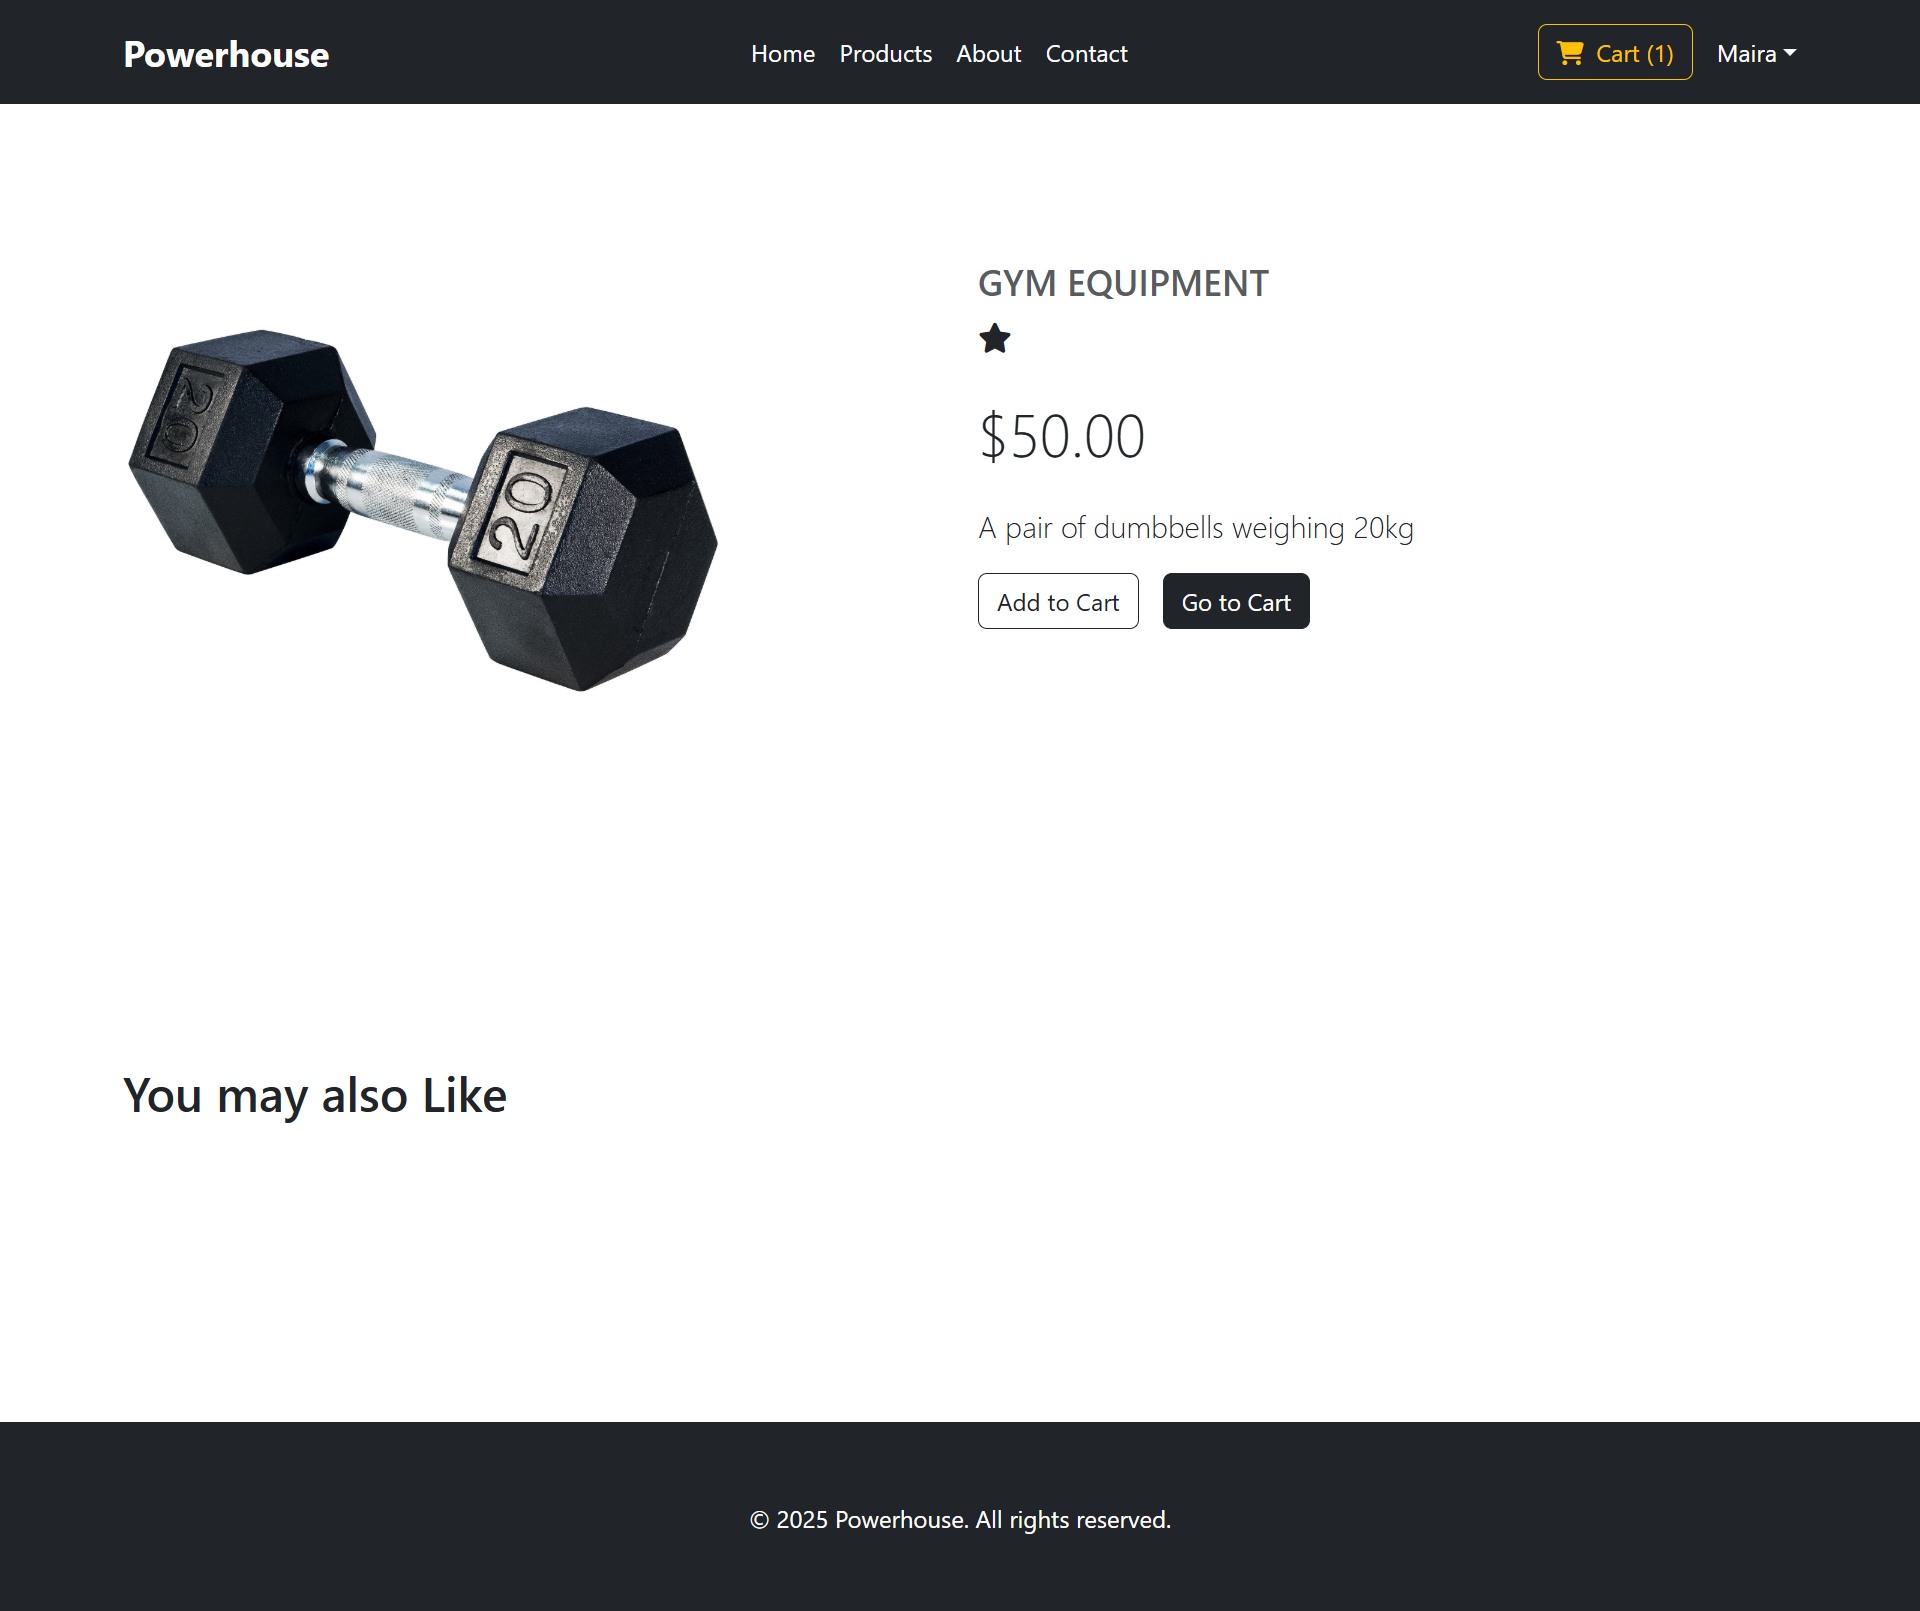 Powerhouse
Home Products About Contact
Cart (1)
Maira
GYM EQUIPMENT
$50.00
A pair of dumbbells weighing 20kg
Add to Cart
Go to Cart
20
20
You may also Like
© 2025 Powerhouse. All rights reserved.